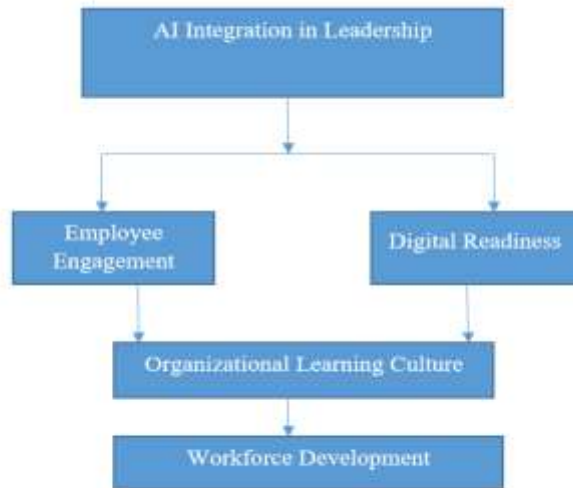 AI Integration in Leadership
Employee
Engagement
Digital Readiness
Organizational Learning Culture
Workforce Development